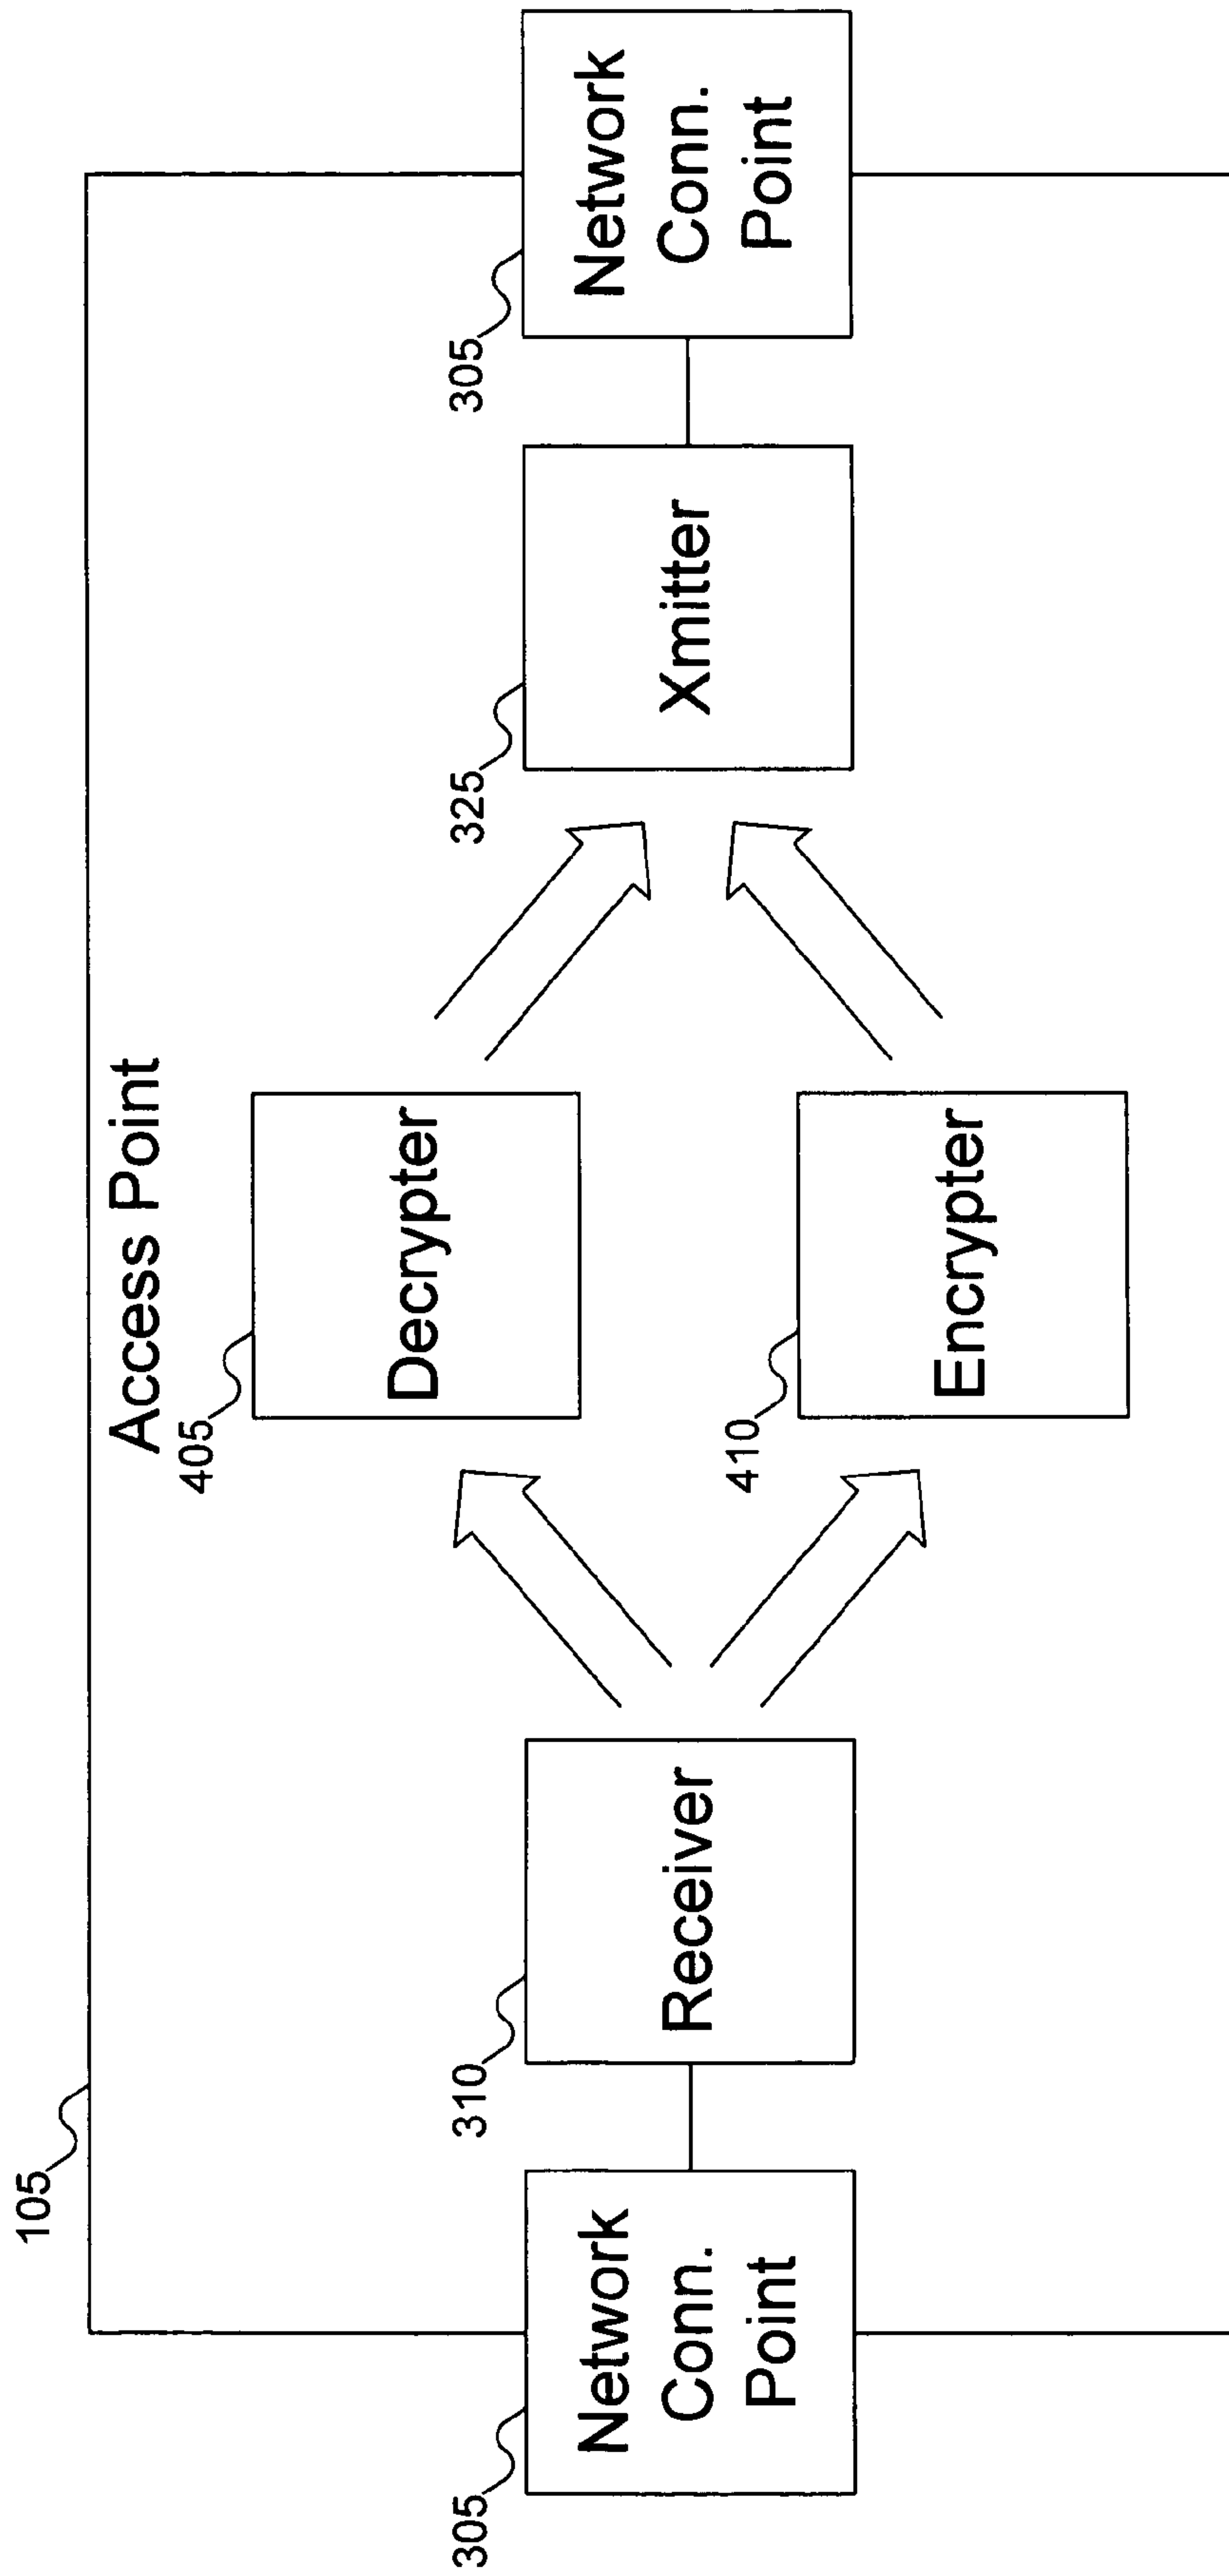 105
Access Point
305
Network
Conn.
Point
310
Receiver
405
Decrypter
410
Encrypter
325
Xmitter
305
Network
Conn.
Point